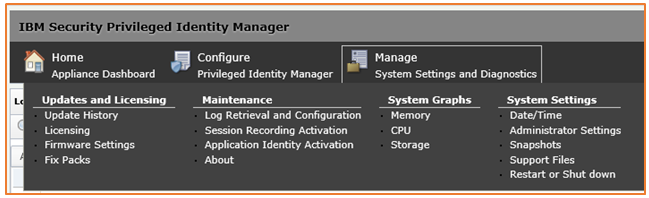 IBM Security Privileged Identity Manager
Home
Appliance Dashboard
Configure
Privileged Identity Manager
Manage
System Settings and Diagnostics
Updates and Licensing
Update History
Licensing
Firmware Settings
Fix Packs
Maintenance
Log Retrieval and Configuration
Session Recording Activation
Application Identity Activation
About
System Graphs
Memory
CPU
Storage
System Settings
Date/Time
Administrator Settings
Snapshots
Support Files
Restart or Shut down